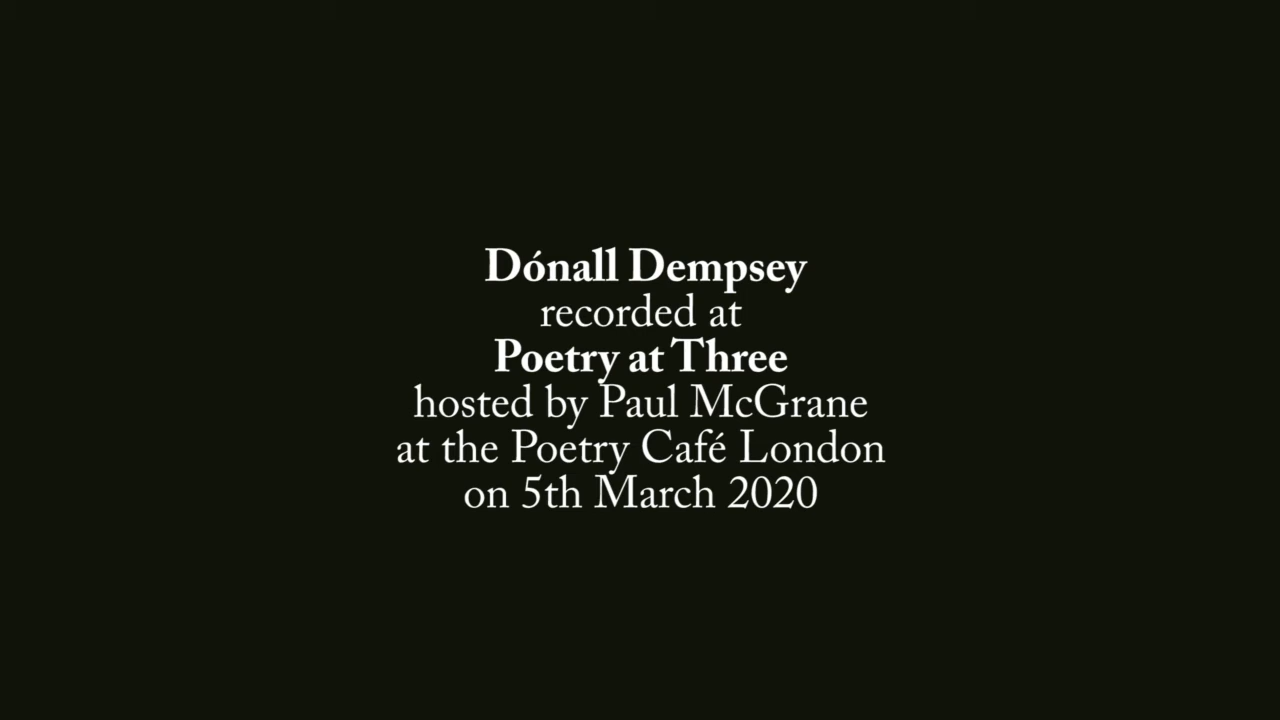 Dónall Dempsey
recorded at
Poetry at Three
hosted by Paul McGrane
at the Poetry Café London
on 5th March 2020